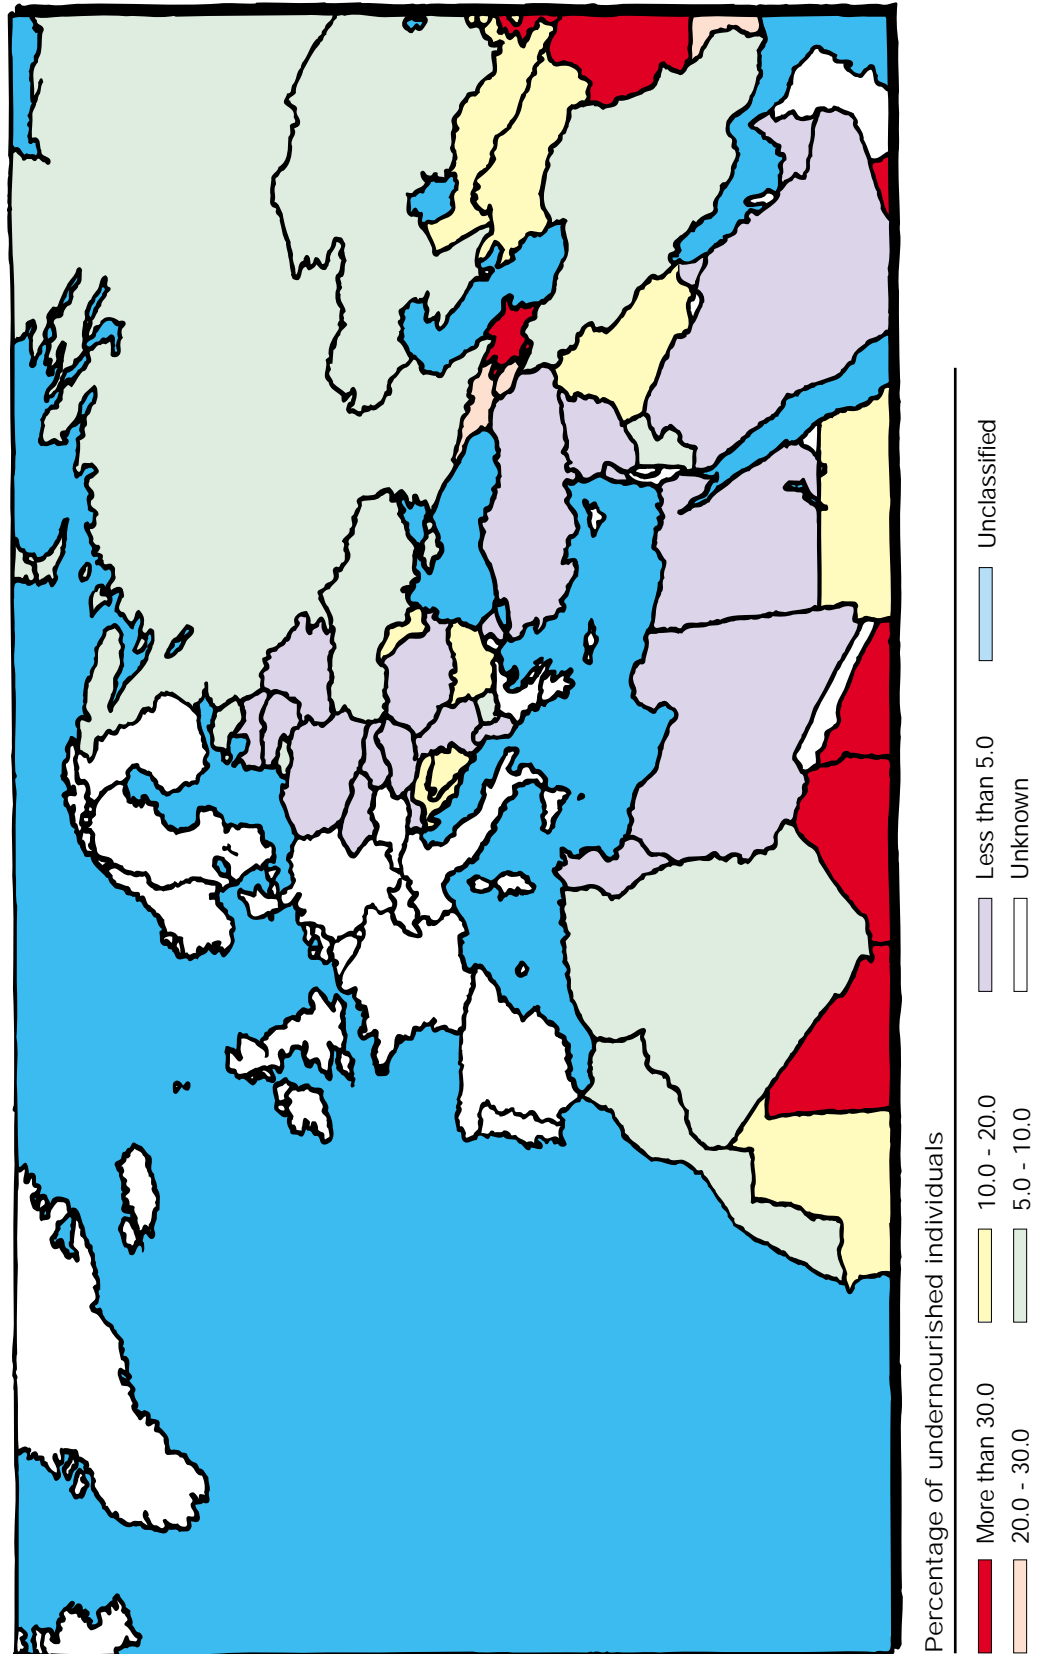 Percentage of undernourished individuals
More than 30.0
20.0 - 30.0
10.0 - 20.0
5.0 - 10.0
Less than 5.0
Unknown
Unclassified